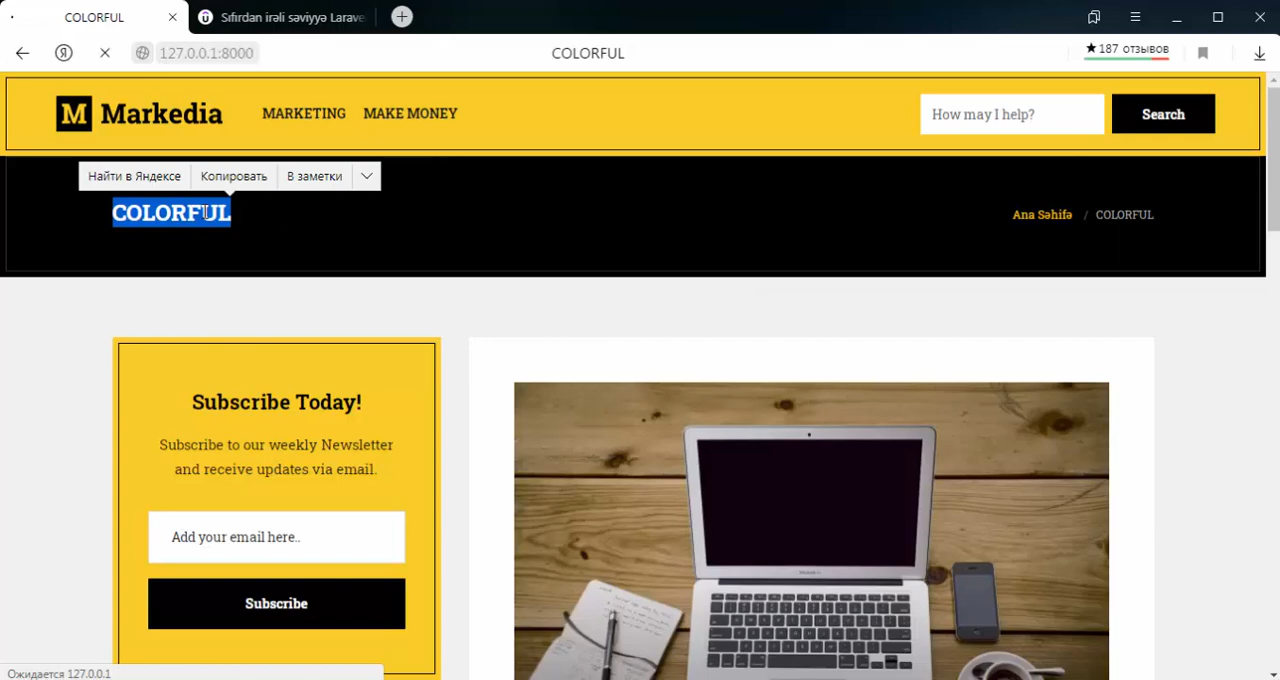 COLORFUL
Sıfırdan irəli səviyyə Larave
127.0.0.1:8000
COLORFUL
★187 отзывов
M Markedia
MARKETING
MAKE MONEY
How may I help?
Search
Найти в Яндексе
Копировать
В заметки
COLORFUL
Ana Səhifə / COLORFUL
Subscribe Today!
Subscribe to our weekly Newsletter
and receive updates via email.
Add your email here..
Subscribe
Ожидается 127.0.0.1